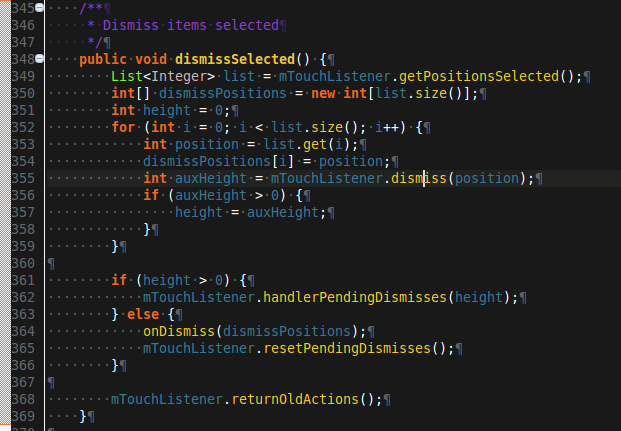 345 /**¶
346 * Dismiss items selected¶
347 */¶
348 public void dismissSelected() {¶
349 List<Integer> list = mTouchListener.getPositionsSelected();¶
350 int[] dismissPositions = new int[list.size()];¶
351 int height = 0;¶
352 for (int i = 0; i < list.size(); i++) {¶
353 int position = list.get(i);¶
354 dismissPositions[i] = position;¶
355 int auxHeight = mTouchListener.dismiss(position);¶
356 if (auxHeight > 0) {¶
357 height = auxHeight;¶
358 }¶
359 }¶
360 ¶
361 if (height > 0) {¶
362 mTouchListener.handlerPendingDismisses(height);¶
363 } else {¶
364 onDismiss(dismissPositions);¶
365 mTouchListener.resetPendingDismisses();¶
366 }¶
367 ¶
368 mTouchListener.returnOldActions();¶
369 }¶